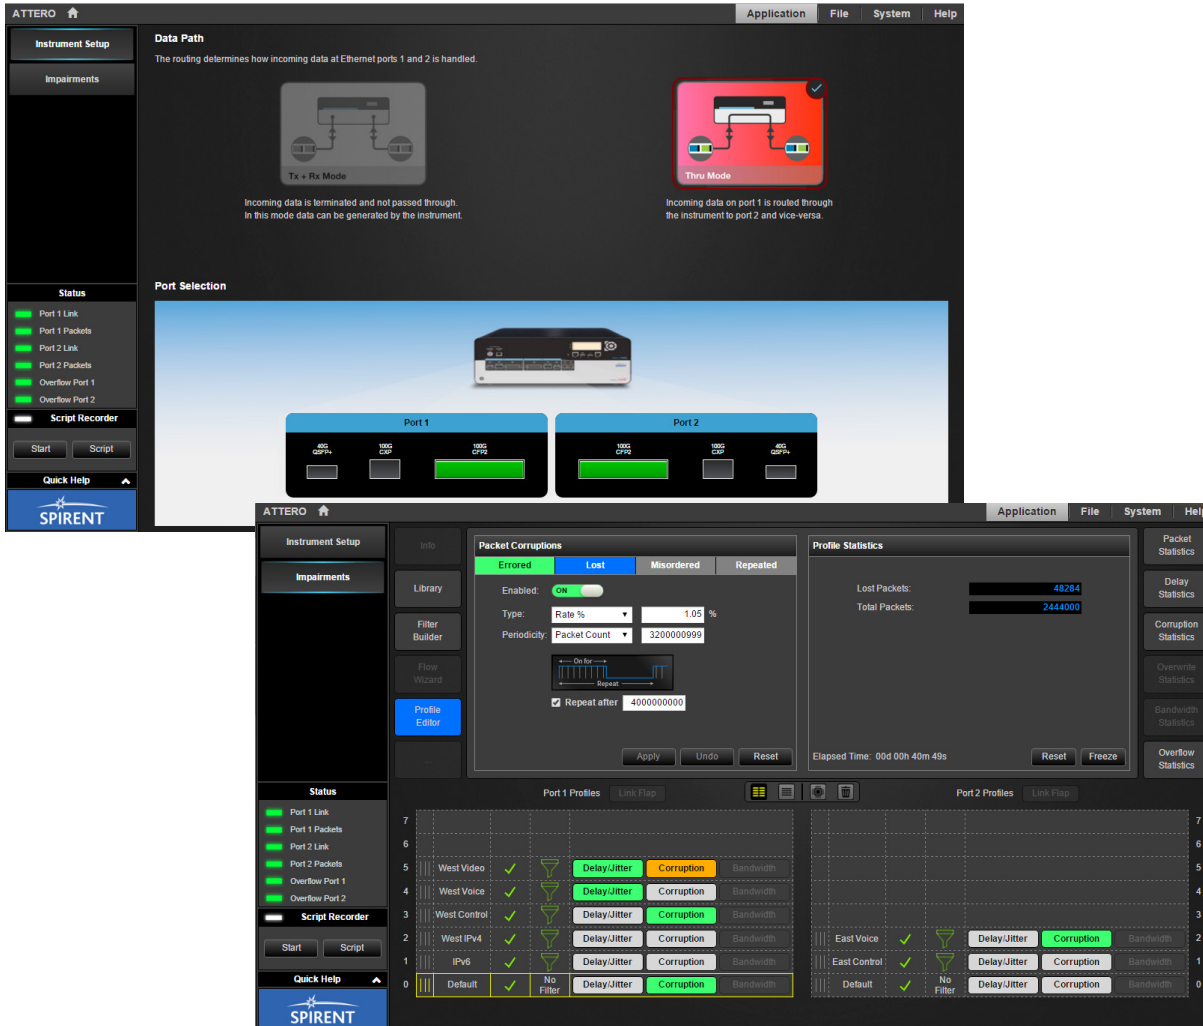 ATTERO
Application File System Help
Instrument Setup
Impairments
Data Path
The routing determines how incoming data at Ethernet ports 1 and 2 is handled.
Tx + Rx Mode
Incoming data is terminated and not passed through.
In this mode data can be generated by the instrument.
Thru Mode
Incoming data on port 1 is routed through
the instrument to port 2 and vice-versa.
Port Selection
Port 1
40G
QSFP+
100G
CXP
100G
CFP2
Port 2
100G
CFP2
100G
CXP
40G
QSFP+
Status
Port 1 Link
Port 1 Packets
Port 2 Link
Port 2 Packets
Overflow Port 1
Overflow Port 2
Script Recorder
Start Script
Quick Help
SPIRENT
ATTERO
Application File System Help
Instrument Setup
Impairments
Info
Library
Filter
Builder
Flow
Wizard
Profile
Editor
...
Packet Corruptions
Errored Lost Misordered Repeated
Enabled: ON
Type: Rate % 1.05 %
Periodicity: Packet Count 3200000999
On for
Repeat
Repeat after 4000000000
Apply Undo Reset
Profile Statistics
Lost Packets: 48284
Total Packets: 2444000
Elapsed Time: 00d 00h 40m 49s
Reset Freeze
Packet
Statistics
Delay
Statistics
Corruption
Statistics
Overwrite
Statistics
Bandwidth
Statistics
Overflow
Statistics
Status
Port 1 Link
Port 1 Packets
Port 2 Link
Port 2 Packets
Overflow Port 1
Overflow Port 2
Script Recorder
Start Script
Quick Help
SPIRENT
Port 1 Profiles Link Flap
7
6
5 West Video Delay/Jitter Corruption Bandwidth
4 West Voice Delay/Jitter Corruption Bandwidth
3 West Control Delay/Jitter Corruption Bandwidth
2 West IPv4 Delay/Jitter Corruption Bandwidth
1 IPv6 Delay/Jitter Corruption Bandwidth
0 Default No Filter Delay/Jitter Corruption Bandwidth
Port 2 Profiles Link Flap
7
6
5
4
3
East Voice Delay/Jitter Corruption Bandwidth 2
East Control Delay/Jitter Corruption Bandwidth 1
Default No Filter Delay/Jitter Corruption Bandwidth 0